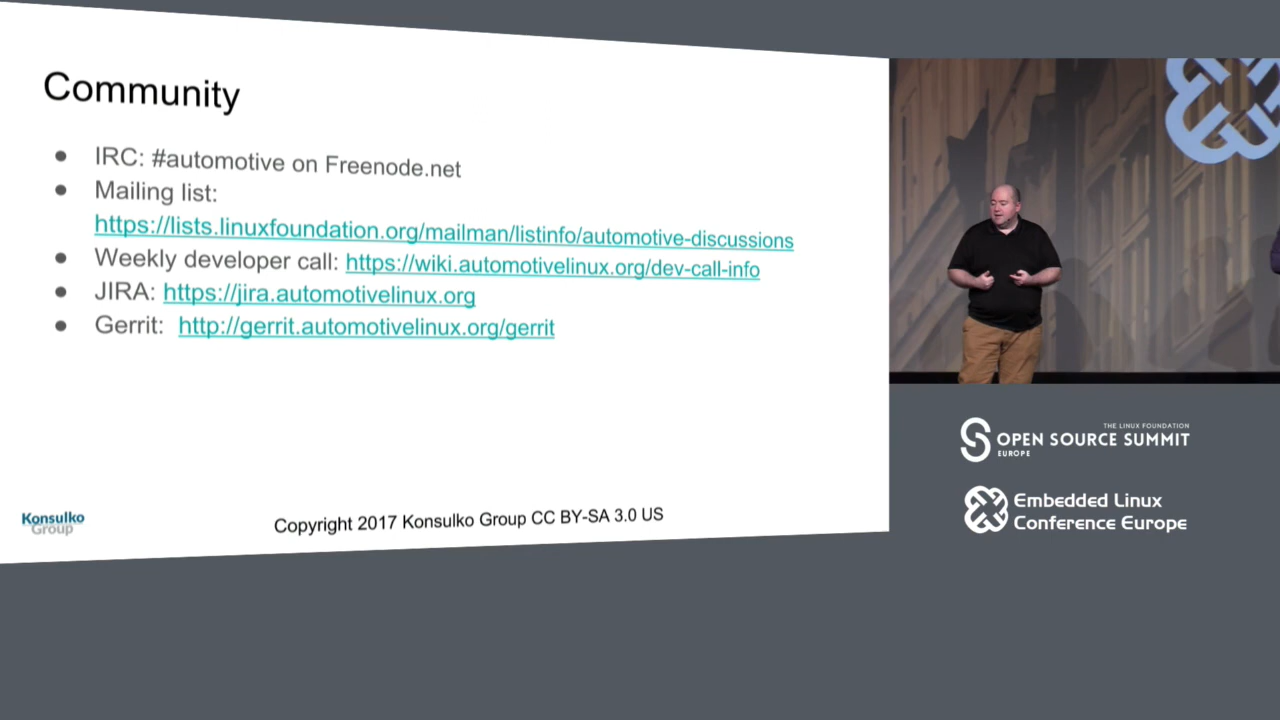 Community
● IRC: #automotive on Freenode.net
● Mailing list:
https://lists.linuxfoundation.org/mailman/listinfo/automotive-discussions
● Weekly developer call: https://wiki.automotivelinux.org/dev-call-info
● JIRA: https://jira.automotivelinux.org
● Gerrit: http://gerrit.automotivelinux.org/gerrit
Konsulko
Group
Copyright 2017 Konsulko Group CC BY-SA 3.0 US
THE LINUX FOUNDATION
OPEN SOURCE SUMMIT
EUROPE
Embedded Linux
Conference Europe